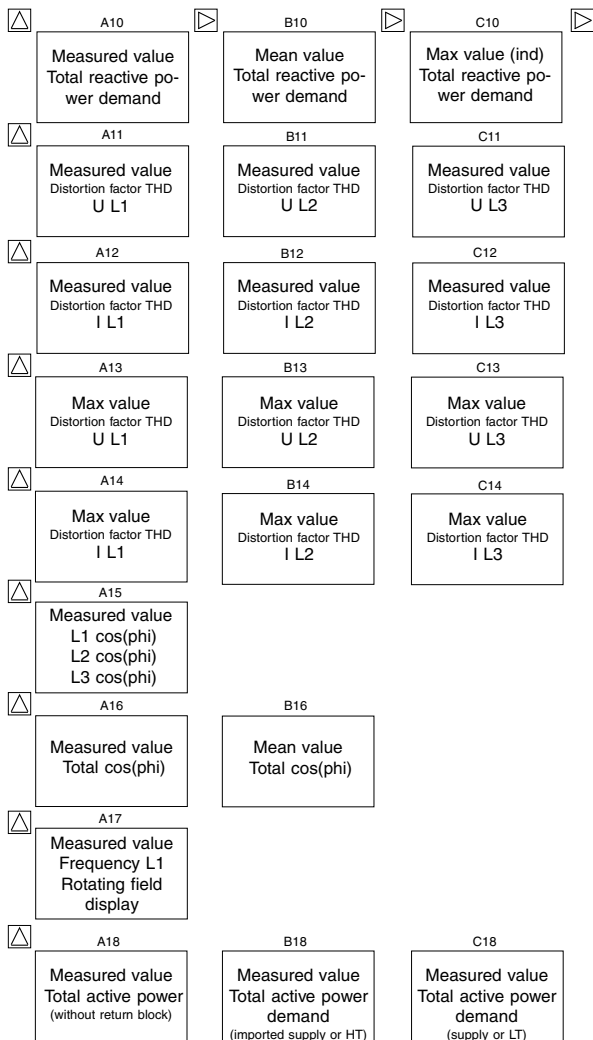 A10
B10
C10
Measured value
Total reactive po-
wer demand
Mean value
Total reactive po-
wer demand
Max value (ind)
Total reactive po-
wer demand
A11
B11
C11
Measured value
Distortion factor THD
U L1
Measured value
Distortion factor THD
U L2
Measured value
Distortion factor THD
U L3
A12
B12
C12
Measured value
Distortion factor THD
I L1
Measured value
Distortion factor THD
I L2
Measured value
Distortion factor THD
I L3
A13
B13
C13
Max value
Distortion factor THD
U L1
Max value
Distortion factor THD
U L2
Max value
Distortion factor THD
U L3
A14
B14
C14
Max value
Distortion factor THD
I L1
Max value
Distortion factor THD
I L2
Max value
Distortion factor THD
I L3
A15
Measured value
L1 cos(phi)
L2 cos(phi)
L3 cos(phi)
A16
B16
Measured value
Total cos(phi)
Mean value
Total cos(phi)
A17
Measured value
Frequency L1
Rotating field
display
A18
B18
C18
Measured value
Total active power
(without return block)
Measured value
Total active power
demand
(imported supply or HT)
Measured value
Total active power
demand
(supply or LT)